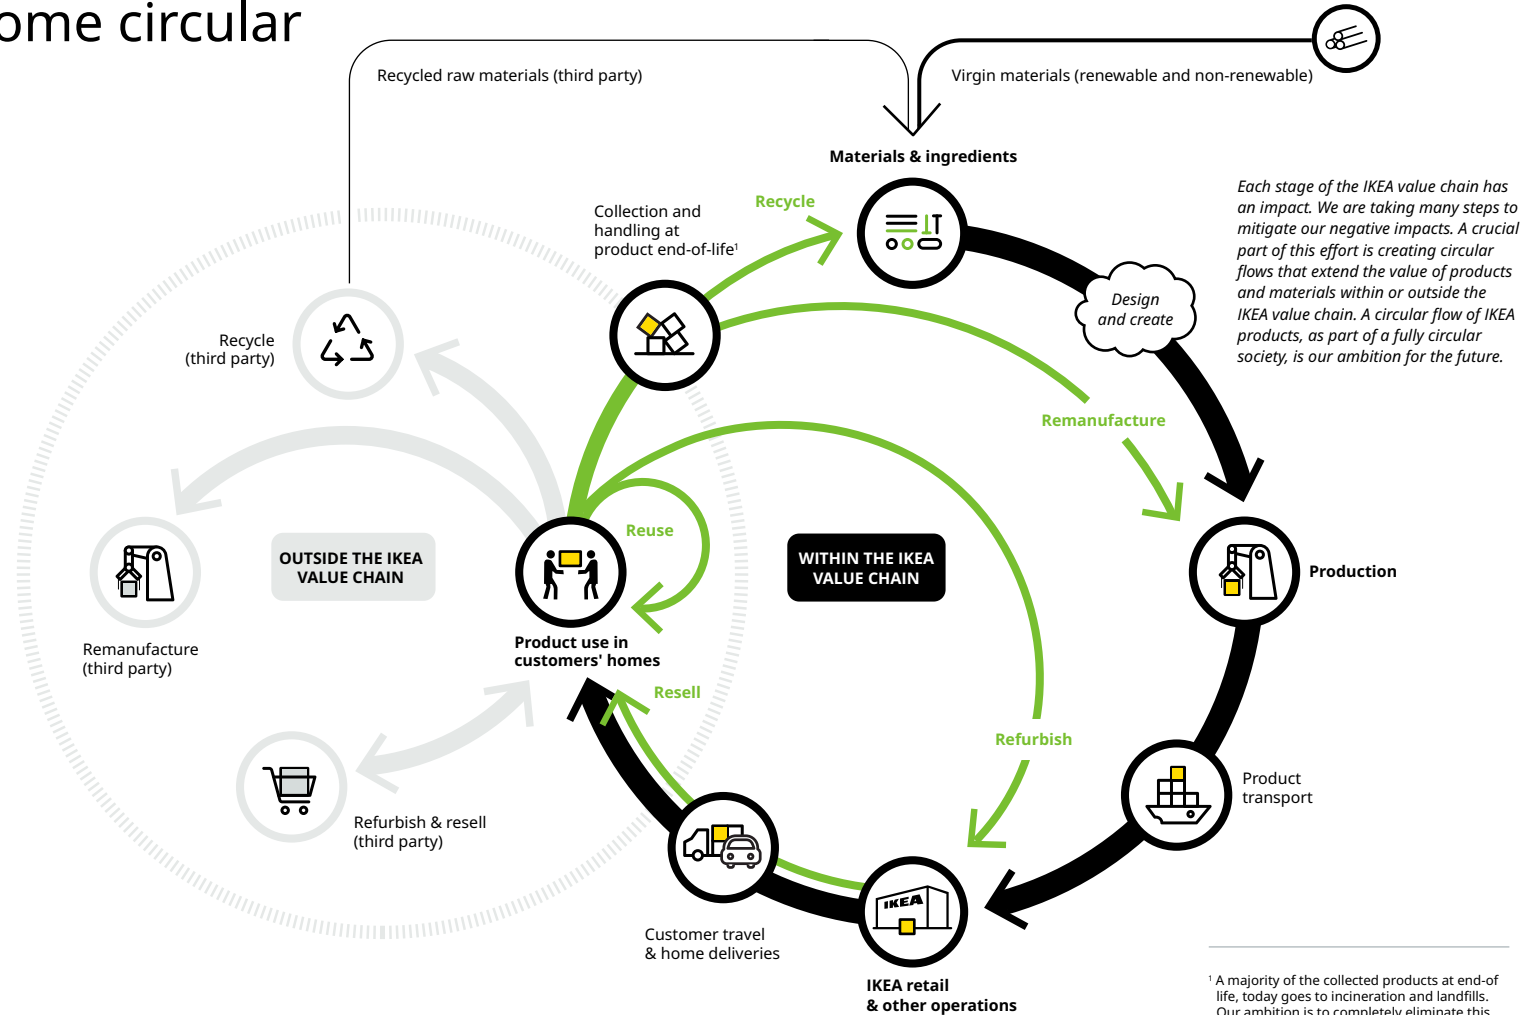 ome circular
Recycled raw materials (third party)
Virgin materials (renewable and non-renewable)
Materials & ingredients
Each stage of the IKEA value chain has
an impact. We are taking many steps to
mitigate our negative impacts. A crucial
part of this effort is creating circular
flows that extend the value of products
and materials within or outside the
IKEA value chain. A circular flow of IKEA
products, as part of a fully circular
society, is our ambition for the future.
Recycle
Collection and
handling at
product end-of-life¹
Design
and create
Recycle
(third party)
Remanufacture
Reuse
OUTSIDE THE IKEA
VALUE CHAIN
WITHIN THE IKEA
VALUE CHAIN
Production
Remanufacture
(third party)
Product use in
customers' homes
Resell
Refurbish
Product
transport
Refurbish & resell
(third party)
IKEA
Customer travel
& home deliveries
IKEA retail
& other operations
¹ A majority of the collected products at end-of
life, today goes to incineration and landfills.
Our ambition is to completely eliminate this